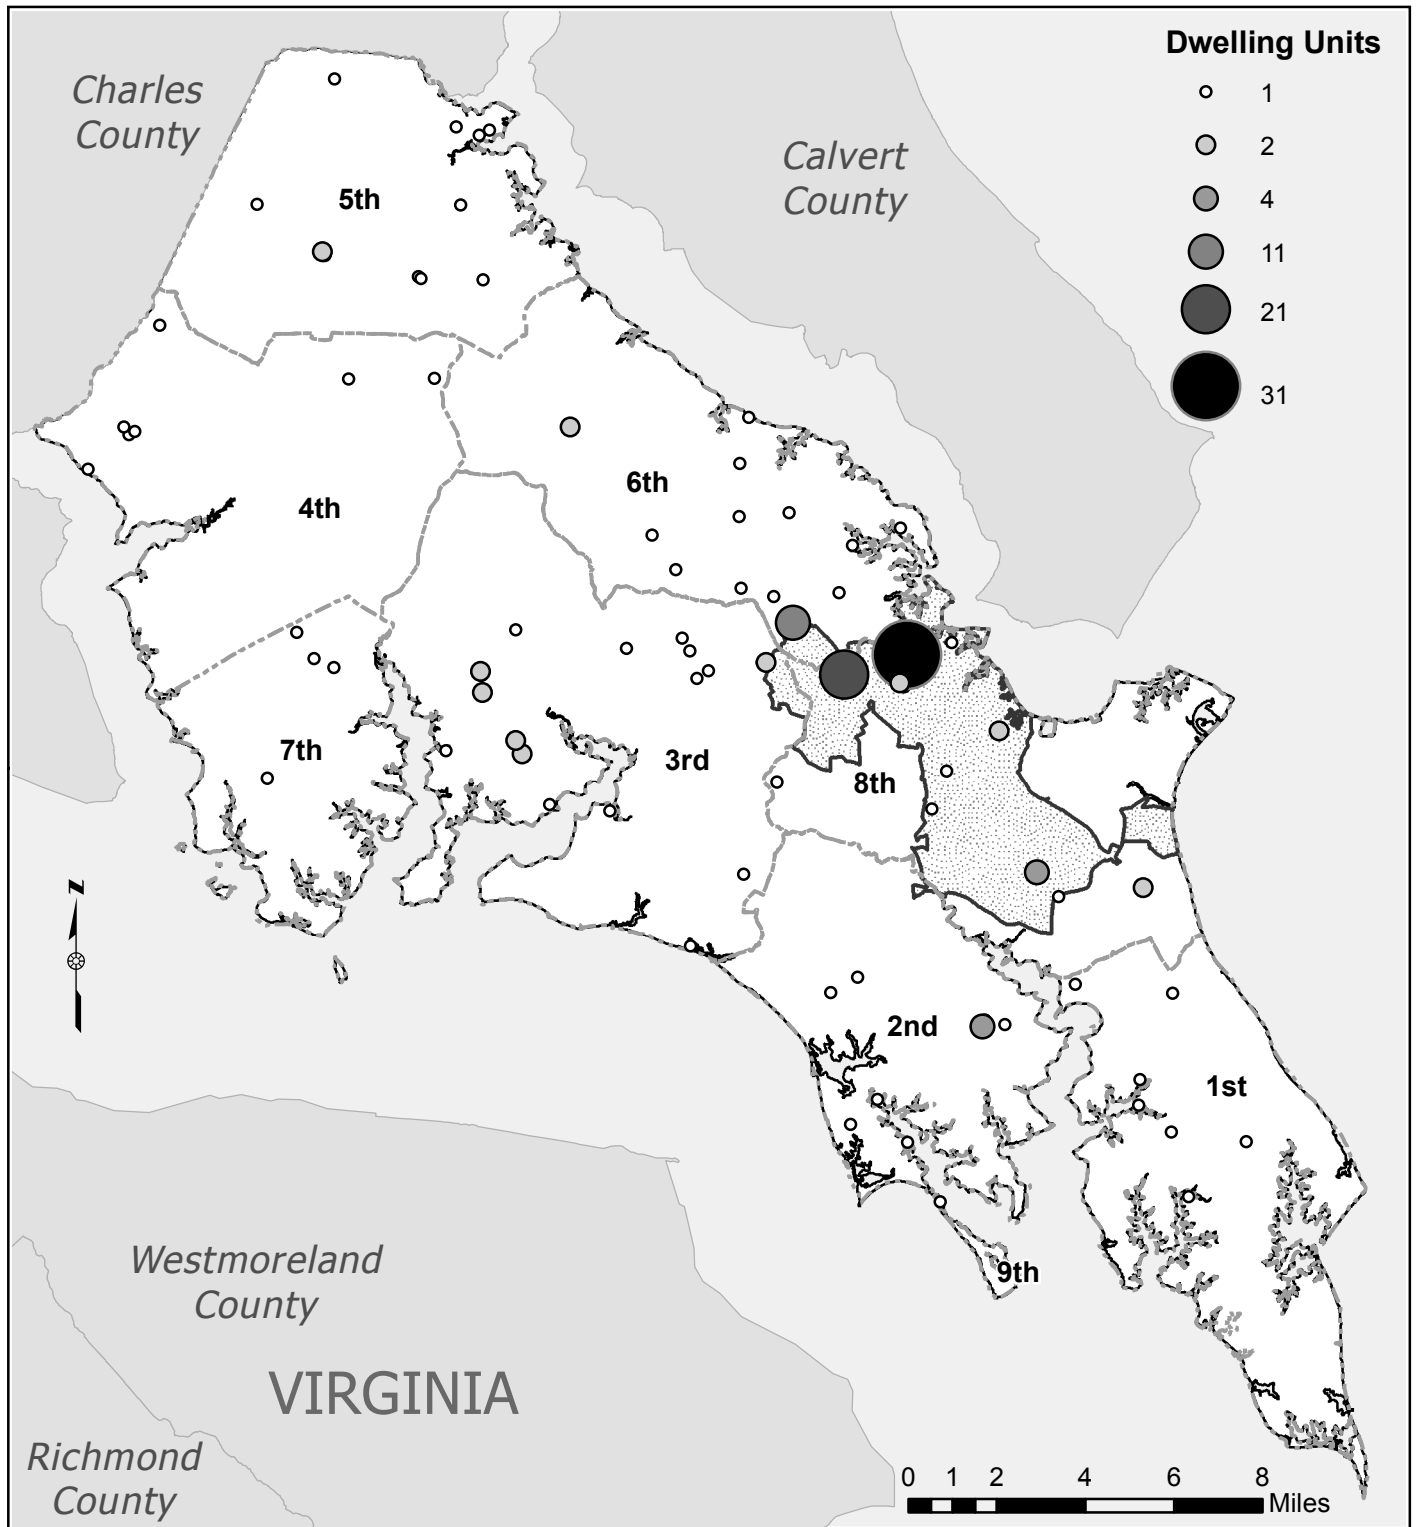 Dwelling Units
1
2
4
11
21
31
Charles
County
Calvert
County
5th
6th
4th
7th
3rd
8th
N
2nd
1st
9th
Westmoreland
County
VIRGINIA
Richmond
County
0 1 2 4 6 8
Miles